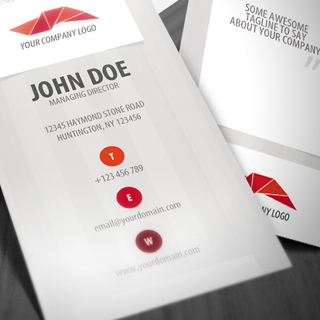 YOUR COMPANY LOGO
JOHN DOE
MANAGING DIRECTOR
12345 HAYMOND STONE ROAD
HUNTINGTON, NY 123456
T
+123 456 789
E
email@yourdomain.com
W
www.yourdomain.com
SOME AWESOME
TAGLINE TO SAY
ABOUT YOUR COMPANY
"
COMPANY LOGO